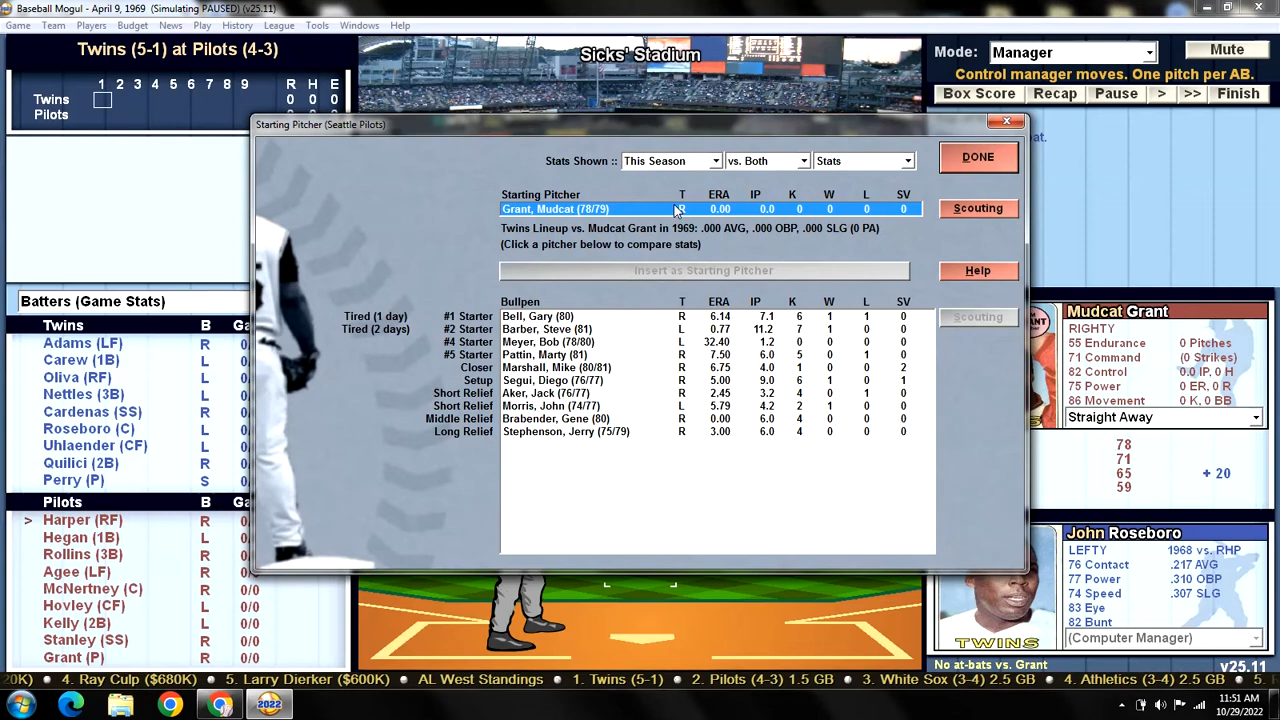 Baseball Mogul - April 9, 1969 (Simulating PAUSED) (v25.11)
Game Team Players Budget News Play History League Tools Windows Help
Twins (5-1) at Pilots (4-3)
1 2 3 4 5 6 7 8 9 R H E
Twins 0 0 0
Pilots 0 0 0
Sicks' Stadium
Mode: Manager Mute
Control manager moves. One pitch per AB.
Box Score Recap Pause > >> Finish
Starting Pitcher (Seattle Pilots)
Stats Shown :: This Season vs. Both Stats DONE
Starting Pitcher T ERA IP K W L SV
Grant, Mudcat (78/79) R 0.00 0.0 0 0 0 0 Scouting
Twins Lineup vs. Mudcat Grant in 1969: .000 AVG, .000 OBP, .000 SLG (0 PA)
(Click a pitcher below to compare stats)
Insert as Starting Pitcher Help
Bullpen T ERA IP K W L SV
Tired (1 day) #1 Starter Bell, Gary (80) R 6.14 7.1 6 1 1 0 Scouting
Tired (2 days) #2 Starter Barber, Steve (81) L 0.77 11.2 7 1 0 0
#4 Starter Meyer, Bob (78/80) L 32.40 1.2 0 0 0 0
#5 Starter Pattin, Marty (81) R 7.50 6.0 5 0 1 0
Closer Marshall, Mike (80/81) R 6.75 4.0 1 0 0 2
Setup Segui, Diego (76/77) R 5.00 9.0 6 1 0 1
Short Relief Aker, Jack (76/77) R 2.45 3.2 4 0 1 0
Short Relief Morris, John (74/77) L 5.79 4.2 2 1 0 0
Middle Relief Brabender, Gene (80) R 0.00 6.0 4 0 0 0
Long Relief Stephenson, Jerry (75/79) R 3.00 6.0 4 0 0 0
Batters (Game Stats)
Twins B
Adams (LF) R
Carew (1B) L
Oliva (RF) L
Nettles (3B) L
Cardenas (SS) R
Roseboro (C) L
Uhlaender (CF) L
Quilici (2B) R
Perry (P) S
Pilots B
> Harper (RF) R 0/0
Hegan (1B) L 0/0
Rollins (3B) R 0/0
Agee (LF) R 0/0
McNertney (C) R 0/0
Hovley (CF) L 0/0
Kelly (2B) L 0/0
Stanley (SS) R 0/0
Grant (P) R 0/0
Mudcat Grant
RIGHTY
55 Endurance 0 Pitches
71 Command (0 Strikes)
82 Control 0.0 IP, 0 H
75 Power 0 ER, 0 R
86 Movement 0 K, 0 BB
Straight Away
78
71
65 + 20
59
John Roseboro
LEFTY 1968 vs. RHP
76 Contact .217 AVG
77 Power .310 OBP
74 Speed .307 SLG
83 Eye
82 Bunt
TWINS
(Computer Manager)
No at-bats vs. Grant v25.11
20K) 4. Ray Culp ($680K) 5. Larry Dierker ($600K) AL West Standings 1. Twins (5-1) 2. Pilots (4-3) 1.5 GB 3. White Sox (3-4) 2.5 GB 4. Athletics (3-4) 2.5 GB 5.
2022
11:51 AM
10/29/2022